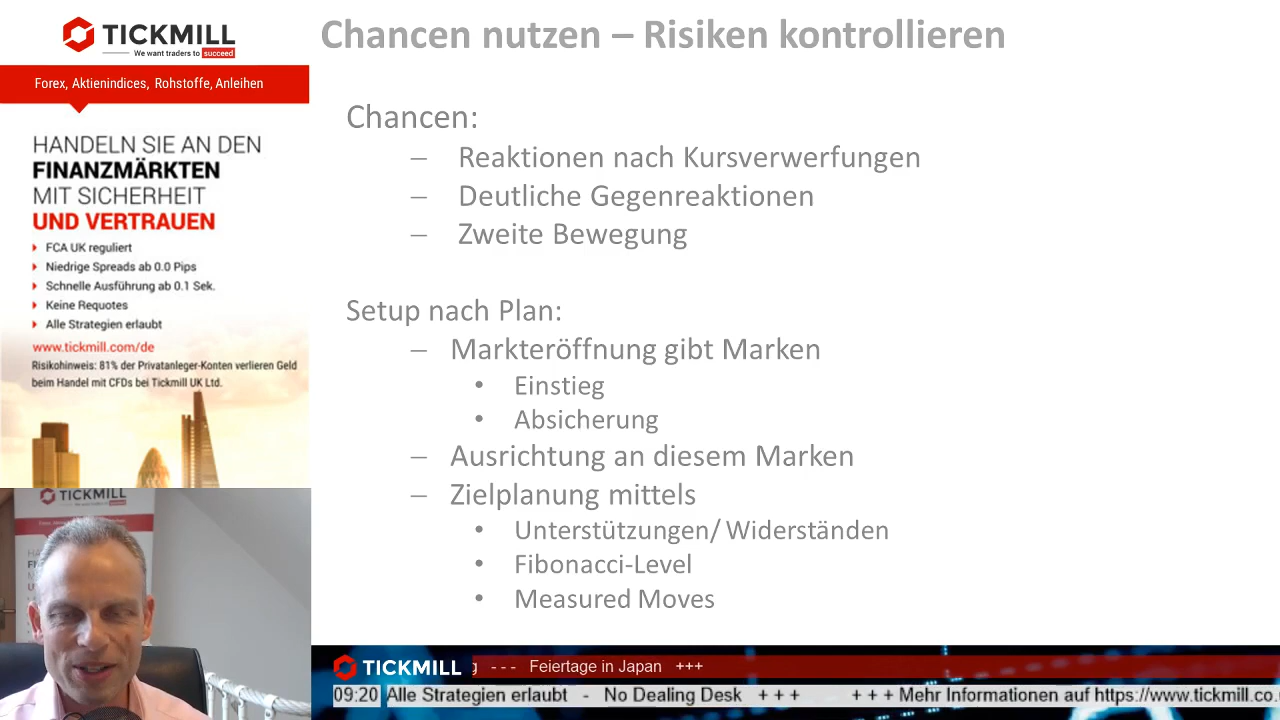 TICKMILL
We want traders to succeed
Forex, Aktienindices, Rohstoffe, Anleihen
HANDELN SIE AN DEN
FINANZMÄRKTEN
MIT SICHERHEIT
UND VERTRAUEN
FCA UK reguliert
Niedrige Spreads ab 0.0 Pips
Schnelle Ausführung ab 0.1 Sek.
Keine Requotes
Alle Strategien erlaubt
www.tickmill.com/de
Risikohinweis: 81% der Privatanleger-Konten verlieren Geld
beim Handel mit CFDs bei Tickmill UK Ltd.
TICKMILL
Chancen nutzen – Risiken kontrollieren
Chancen:
– Reaktionen nach Kursverwerfungen
– Deutliche Gegenreaktionen
– Zweite Bewegung
Setup nach Plan:
– Markteröffnung gibt Marken
• Einstieg
• Absicherung
– Ausrichtung an diesem Marken
– Zielplanung mittels
• Unterstützungen/ Widerständen
• Fibonacci-Level
• Measured Moves
TICKMILL g --- Feiertage in Japan +++
09:20 Alle Strategien erlaubt - No Dealing Desk +++ +++ Mehr Informationen auf https://www.tickmill.co.